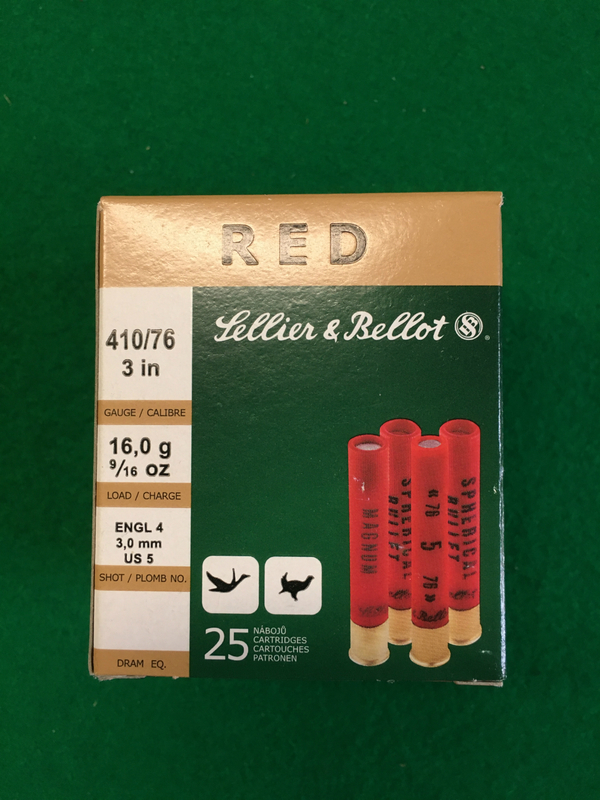 RED
Sellier & Bellot
410/76
3 in
GAUGE / CALIBRE
16,0 g
9/16 oz
LOAD / CHARGE
ENGL 4
3,0 mm
US 5
SHOT / PLOMB NO.
DRAM EQ.
25
NÁBOJŮ
CARTRIDGES
CARTOUCHES
PATRONEN
MAGNUM
SPHERICAL
« 76
5
76 »
Bellot
SPHERICAL